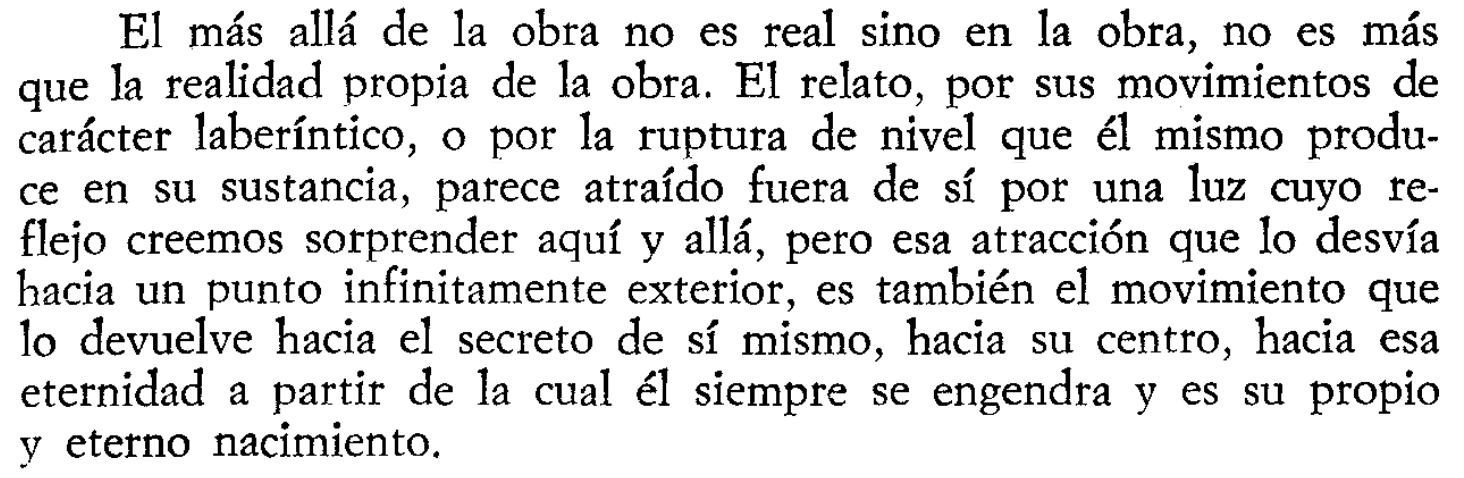 El más allá de la obra no es real sino en la obra, no es más
que la realidad propia de la obra. El relato, por sus movimientos de
carácter laberíntico, o por la ruptura de nivel que él mismo produ-
ce en su sustancia, parece atraído fuera de sí por una luz cuyo re-
flejo creemos sorprender aquí y allá, pero esa atracción que lo desvía
hacia un punto infinitamente exterior, es también el movimiento que
lo devuelve hacia el secreto de sí mismo, hacia su centro, hacia esa
eternidad a partir de la cual él siempre se engendra y es su propio
y eterno nacimiento.